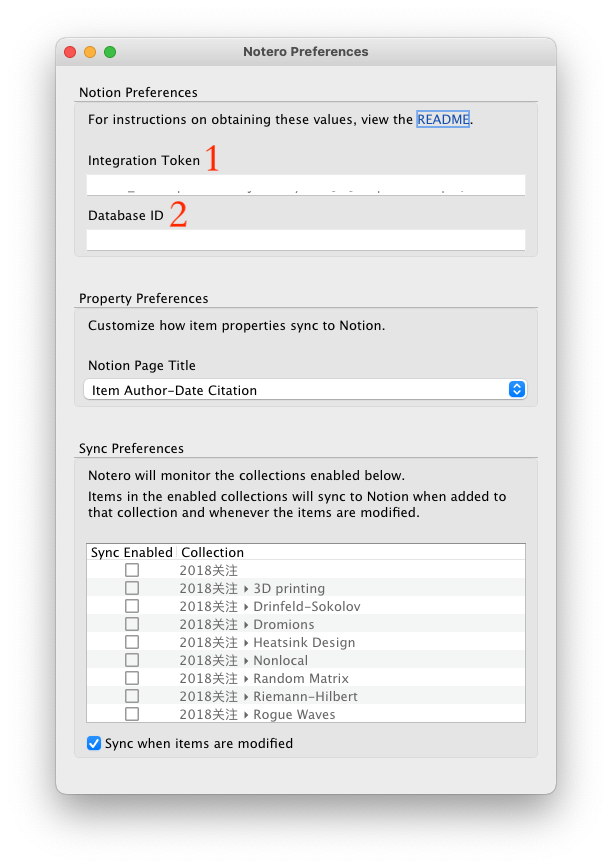 Notero Preferences
Notion Preferences
For instructions on obtaining these values, view the README.
Integration Token 1
Database ID 2
Property Preferences
Customize how item properties sync to Notion.
Notion Page Title
Item Author-Date Citation
Sync Preferences
Notero will monitor the collections enabled below.
Items in the enabled collections will sync to Notion when added to
that collection and whenever the items are modified.
Sync Enabled Collection
2018关注
2018关注 ▸ 3D printing
2018关注 ▸ Drinfeld-Sokolov
2018关注 ▸ Dromions
2018关注 ▸ Heatsink Design
2018关注 ▸ Nonlocal
2018关注 ▸ Random Matrix
2018关注 ▸ Riemann-Hilbert
2018关注 ▸ Rogue Waves
Sync when items are modified